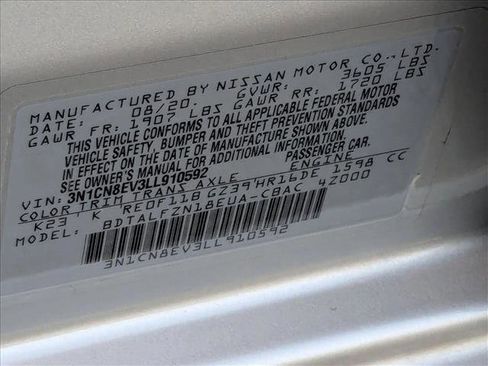 MANUFACTURED BY NISSAN MOTOR CO., LTD.
DATE: 08/20. GVWR: 3605 LBS
GAWR FR: 1907 LBS GAWR RR: 1720 LBS
THIS VEHICLE CONFORMS TO ALL APPLICABLE FEDERAL MOTOR
VEHICLE SAFETY, BUMPER AND THEFT PREVENTION STANDARDS
IN EFFECT ON THE DATE OF MANUFACTURE SHOWN ABOVE.
SEE OWNER'S MANUAL FOR ADDITIONAL INFORMATION.
PASSENGER CAR.
VIN: 3N1CN8EV3LL910592
COLOR TRIM TRANS AXLE ENGINE
K23 K RE0F11B GZ39 HR16DE 1598 CC
MODEL: BDTALFZN18EUA-CBAC 4Z000
3N1CN8EV3LL910592